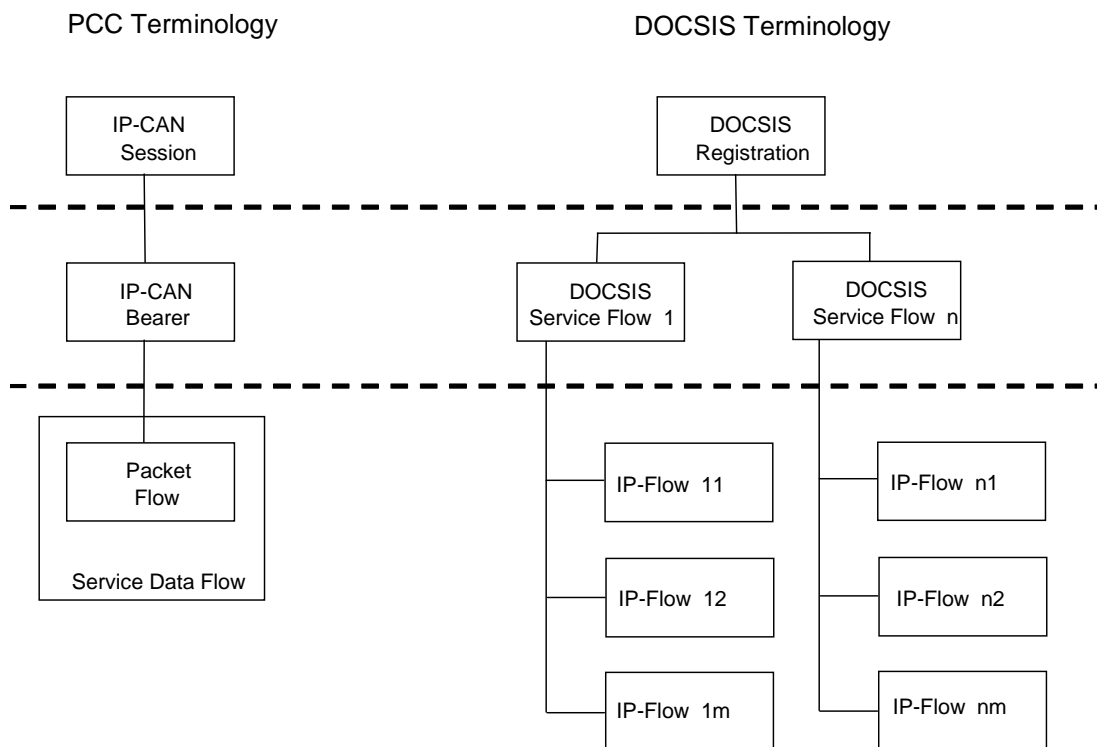 PCC Terminology
DOCSIS Terminology
IP-CAN
Session
DOCSIS
Registration
IP-CAN
Bearer
DOCSIS
Service Flow 1
DOCSIS
Service Flow n
Packet
Flow
Service Data Flow
IP-Flow 11
IP-Flow n1
IP-Flow 12
IP-Flow n2
IP-Flow 1m
IP-Flow nm